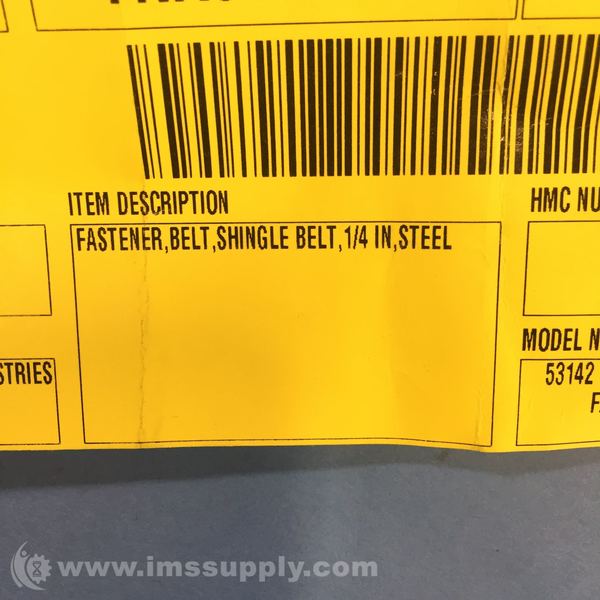 ITEM DESCRIPTION
HMC NU
FASTENER,BELT,SHINGLE BELT,1/4 IN,STEEL
MODEL N
STRIES
53142
F
www.imssupply.com